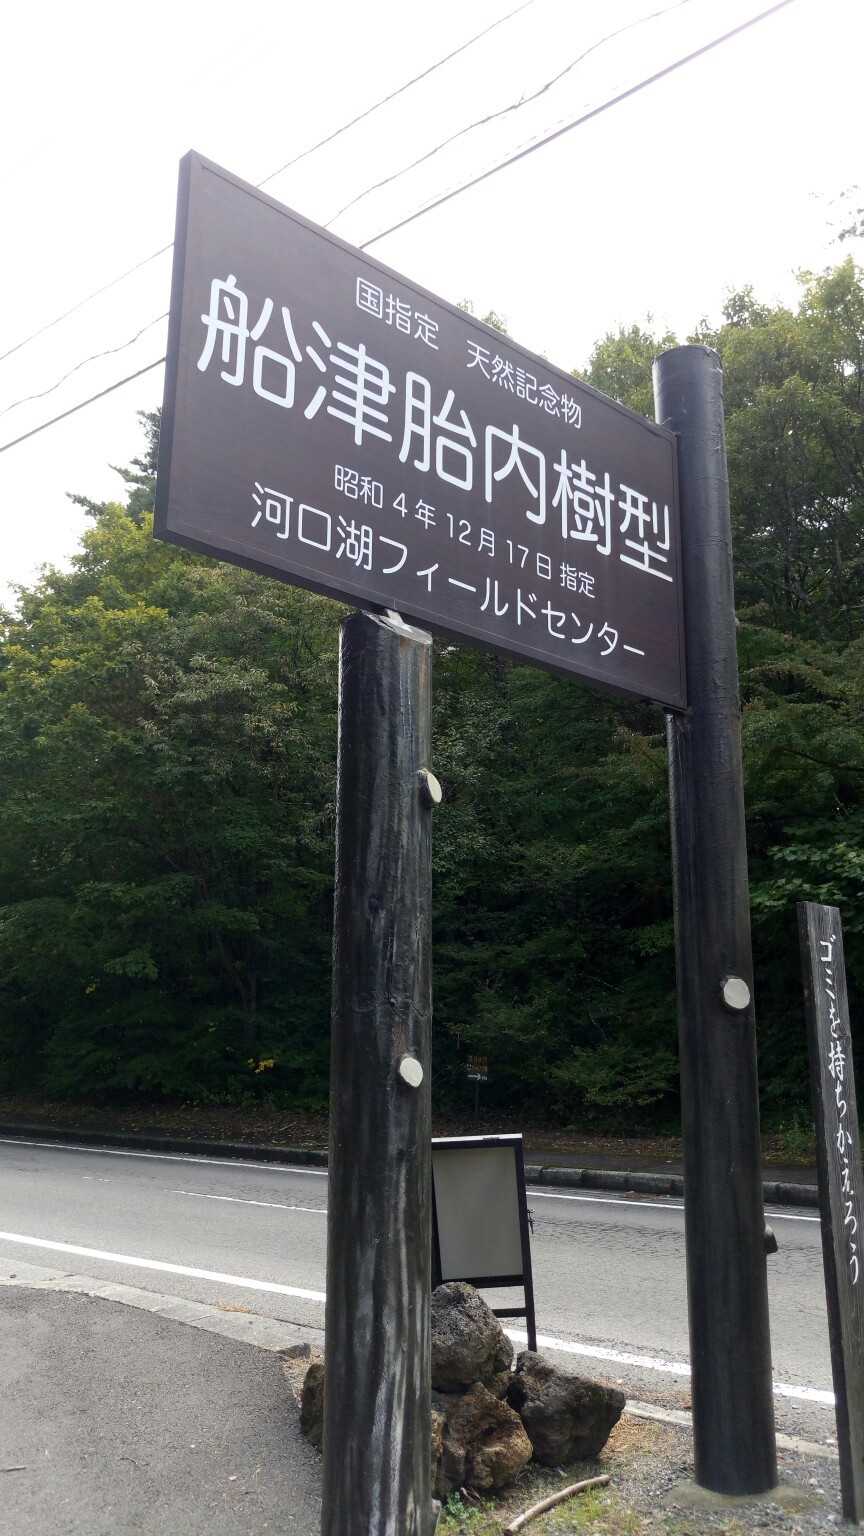 国指定 天然記念物
船津胎内樹型
昭和4年12月17日 指定
河口湖フィールドセンター
ゴミを持ちかえろう